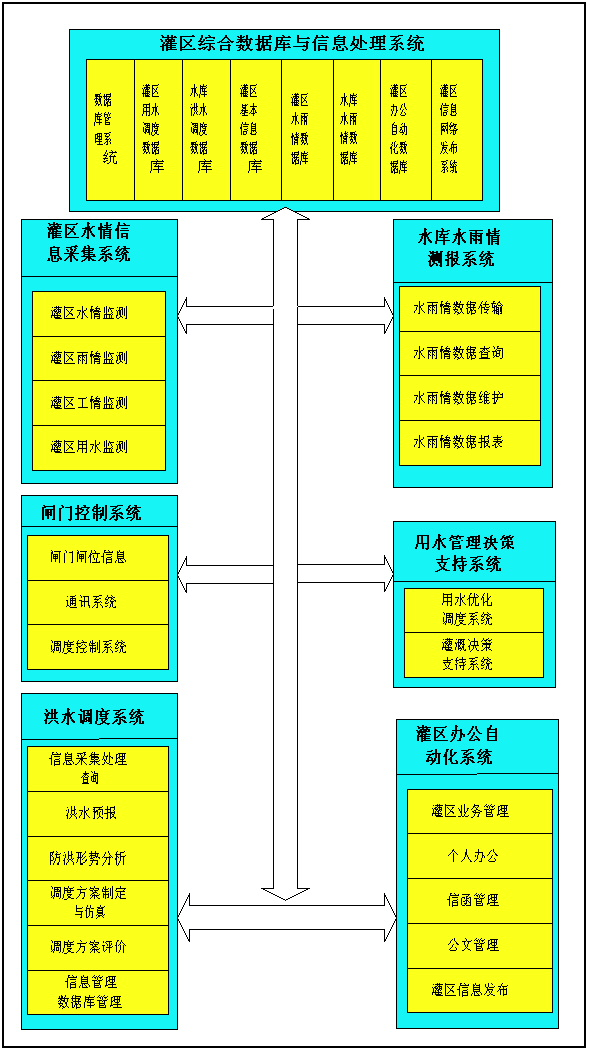 灌区综合数据库与信息处理系统
数据
库管
理系
统
灌区
用水
调度
数据
库
水库
洪水
调度
数据
库
灌区
基本
信息
数据
库
灌区
水雨
情数
据库
水库
水雨
情数
据库
灌区
办公
自动
化数
据库
灌区
信息
网络
发布
系统
灌区水情信
息采集系统
灌区水情监测
灌区雨情监测
灌区工情监测
灌区用水监测
水库水雨情
测报系统
水雨情数据传输
水雨情数据查询
水雨情数据维护
水雨情数据报表
闸门控制系统
闸门闸位信息
通讯系统
调度控制系统
用水管理决策
支持系统
用水优化
调度系统
灌溉决策
支持系统
洪水调度系统
信息采集处理
查询
洪水预报
防洪形势分析
调度方案制定
与仿真
调度方案评价
信息管理
数据库管理
灌区办公自
动化系统
灌区业务管理
个人办公
信函管理
公文管理
灌区信息发布